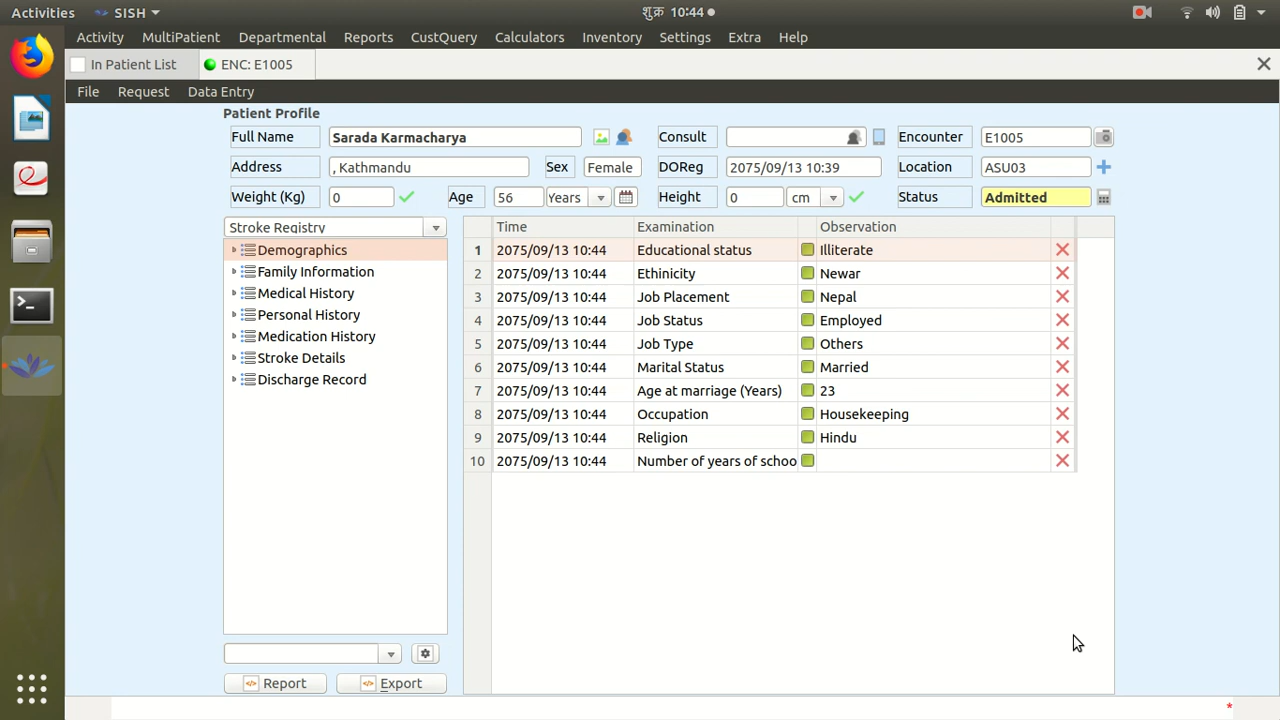 Activities SISH शुक्र 10:44
Activity MultiPatient Departmental Reports CustQuery Calculators Inventory Settings Extra Help
In Patient List ENC: E1005
File Request Data Entry
Patient Profile
Full Name Sarada Karmacharya Consult Encounter E1005
Address , Kathmandu Sex Female DOReg 2075/09/13 10:39 Location ASU03
Weight (Kg) 0 Age 56 Years Height 0 cm Status Admitted
Stroke Registry
Demographics
Family Information
Medical History
Personal History
Medication History
Stroke Details
Discharge Record
Time Examination Observation
1 2075/09/13 10:44 Educational status Illiterate
2 2075/09/13 10:44 Ethinicity Newar
3 2075/09/13 10:44 Job Placement Nepal
4 2075/09/13 10:44 Job Status Employed
5 2075/09/13 10:44 Job Type Others
6 2075/09/13 10:44 Marital Status Married
7 2075/09/13 10:44 Age at marriage (Years) 23
8 2075/09/13 10:44 Occupation Housekeeping
9 2075/09/13 10:44 Religion Hindu
10 2075/09/13 10:44 Number of years of schoo
Report Export
*